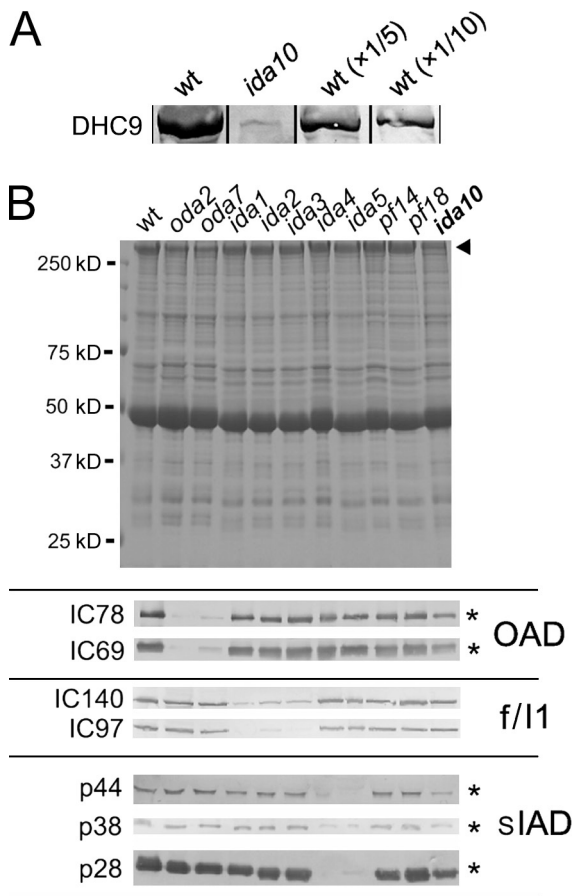 A
wt ida10 wt (×1/5) wt (×1/10)
DHC9
B
wt oda2 oda7 ida1 ida2 ida3 ida4 ida5 pf14 pf18 ida10
250 kD
75 kD
50 kD
37 kD
25 kD
IC78 *
IC69 * OAD
IC140
IC97 f/I1
p44 *
p38 * sIAD
p28 *